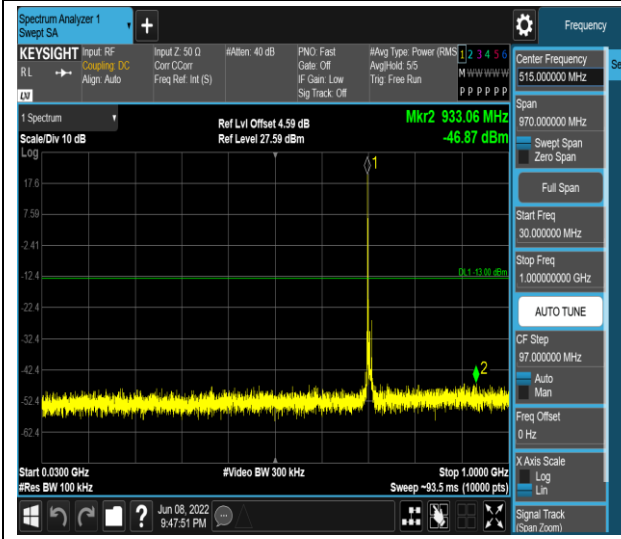 Spectrum Analyzer 1
Swept SA
+
Frequency
KEYSIGHT
RL
LXI
Input: RF
Coupling: DC
Align: Auto
Input Z: 50 Ω
Corr CCorr
Freq Ref: Int (S)
#Atten: 40 dB
PNO: Fast
Gate: Off
IF Gain: Low
Sig Track: Off
#Avg Type: Power (RMS
Avg|Hold: 5/5
Trig: Free Run
1 2 3 4 5 6
M W W W W W
P P P P P P
1 Spectrum
Scale/Div 10 dB
Log
Ref Lvl Offset 4.59 dB
Ref Level 27.59 dBm
Mkr2 933.06 MHz
-46.87 dBm
17.6
7.59
-2.41
-12.4
-22.4
-32.4
-42.4
-52.4
-62.4
1
DL1 -13.00 dBm
2
Start 0.0300 GHz
#Res BW 100 kHz
#Video BW 300 kHz
Stop 1.0000 GHz
Sweep ~93.5 ms (10000 pts)
Jun 08, 2022
9:47:51 PM
?
Center Frequency
515.000000 MHz
Se
Span
970.000000 MHz
Swept Span
Zero Span
Full Span
Start Freq
30.000000 MHz
Stop Freq
1.000000000 GHz
AUTO TUNE
CF Step
97.000000 MHz
Auto
Man
Freq Offset
0 Hz
X Axis Scale
Log
Lin
Signal Track
(Span Zoom)